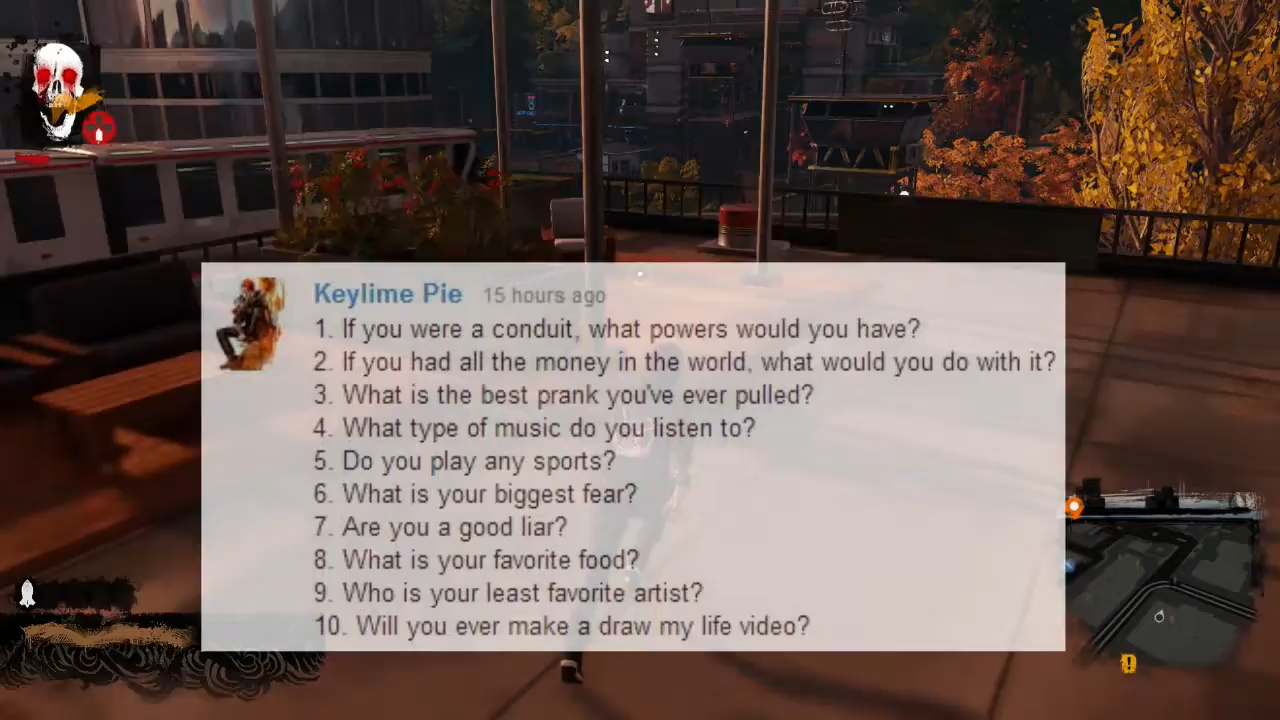 Keylime Pie 15 hours ago
1. If you were a conduit, what powers would you have?
2. If you had all the money in the world, what would you do with it?
3. What is the best prank you've ever pulled?
4. What type of music do you listen to?
5. Do you play any sports?
6. What is your biggest fear?
7. Are you a good liar?
8. What is your favorite food?
9. Who is your least favorite artist?
10. Will you ever make a draw my life video?